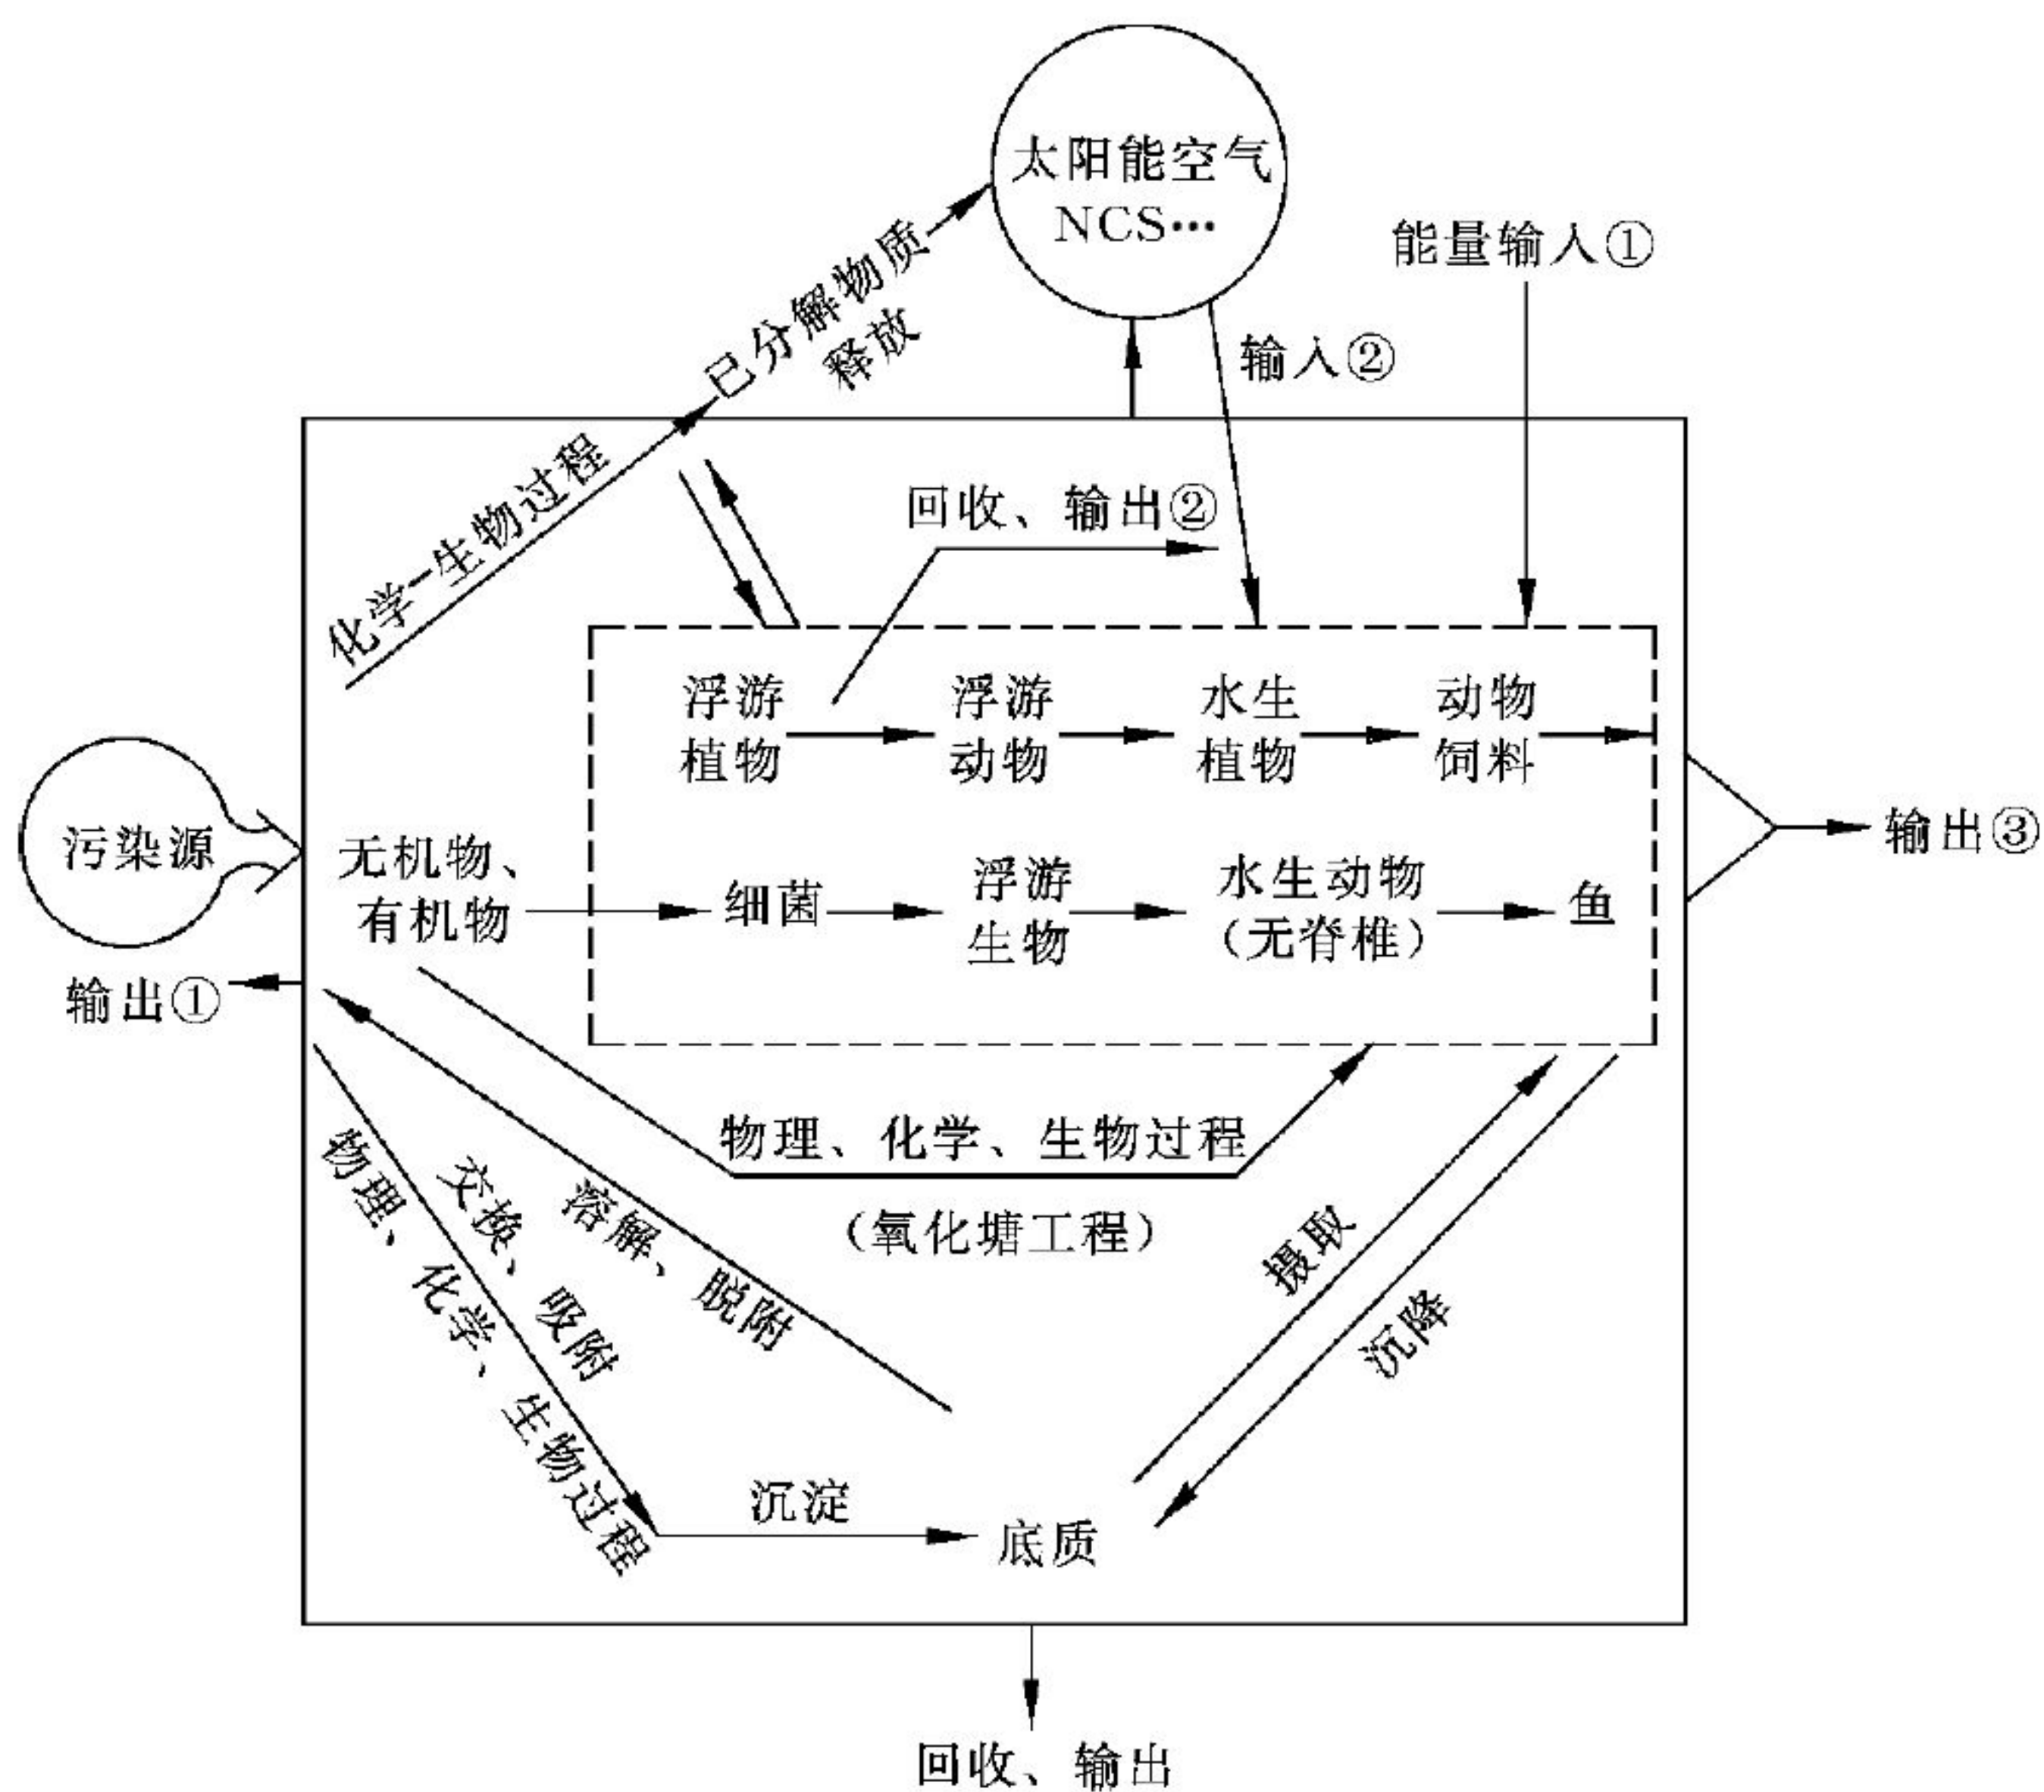 太阳能空气
NCS…
能量输入①
输入②
已分解物质
释放
化学-生物过程
回收、输出②
浮游
植物
浮游
动物
水生
植物
动物
饲料
污染源
无机物、
有机物
细菌
浮游
生物
水生动物
（无脊椎）
鱼
输出③
输出①
物理、化学、生物过程
（氧化塘工程）
物理、化学、生物过程
交换、吸附
溶解、脱附
摄取
沉降
沉淀
底质
回收、输出